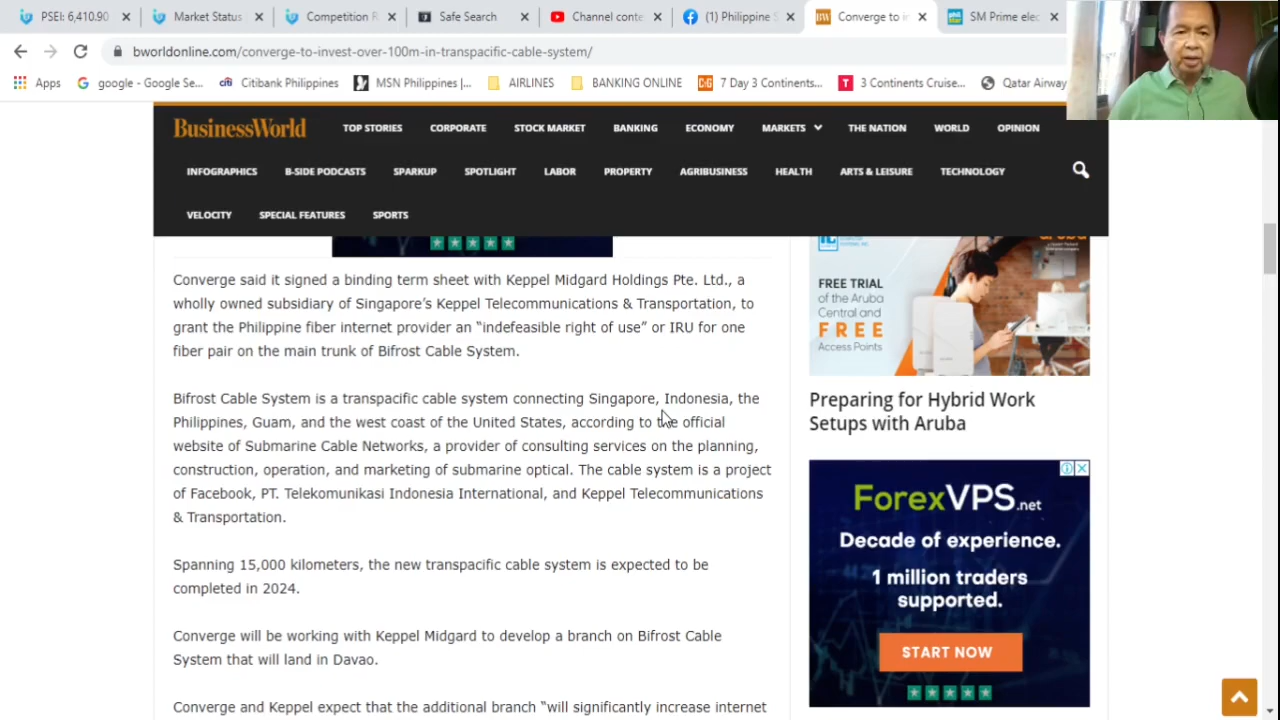 PSEi: 6,410.90
Market Status
Competition R
Safe Search
Channel conte
(1) Philippine S
Converge to in
SM Prime elec
bworldonline.com/converge-to-invest-over-100m-in-transpacific-cable-system/
Apps
google - Google Se...
Citibank Philippines
MSN Philippines |...
AIRLINES
BANKING ONLINE
7 Day 3 Continents...
3 Continents Cruise...
Qatar Airway
BusinessWorld
TOP STORIES
CORPORATE
STOCK MARKET
BANKING
ECONOMY
MARKETS
THE NATION
WORLD
OPINION
INFOGRAPHICS
B-SIDE PODCASTS
SPARKUP
SPOTLIGHT
LABOR
PROPERTY
AGRIBUSINESS
HEALTH
ARTS & LEISURE
TECHNOLOGY
VELOCITY
SPECIAL FEATURES
SPORTS
Converge said it signed a binding term sheet with Keppel Midgard Holdings Pte. Ltd., a
wholly owned subsidiary of Singapore's Keppel Telecommunications & Transportation, to
grant the Philippine fiber internet provider an “indefeasible right of use” or IRU for one
fiber pair on the main trunk of Bifrost Cable System.
Bifrost Cable System is a transpacific cable system connecting Singapore, Indonesia, the
Philippines, Guam, and the west coast of the United States, according to the official
website of Submarine Cable Networks, a provider of consulting services on the planning,
construction, operation, and marketing of submarine optical. The cable system is a project
of Facebook, PT. Telekomunikasi Indonesia International, and Keppel Telecommunications
& Transportation.
Spanning 15,000 kilometers, the new transpacific cable system is expected to be
completed in 2024.
Converge will be working with Keppel Midgard to develop a branch on Bifrost Cable
System that will land in Davao.
Converge and Keppel expect that the additional branch “will significantly increase internet
FREE TRIAL
of the Aruba
Central and
FREE
Access Points
Preparing for Hybrid Work
Setups with Aruba
ForexVPS.net
Decade of experience.
1 million traders
supported.
START NOW